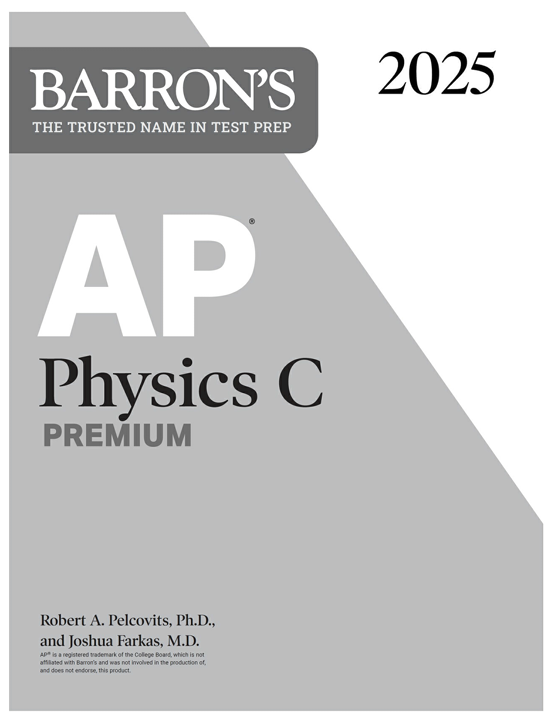 BARRON'S
THE TRUSTED NAME IN TEST PREP
2025
AP®
Physics C
PREMIUM
Robert A. Pelcovits, Ph.D.,
and Joshua Farkas, M.D.
AP® is a registered trademark of the College Board, which is not
affiliated with Barron's and was not involved in the production of,
and does not endorse, this product.